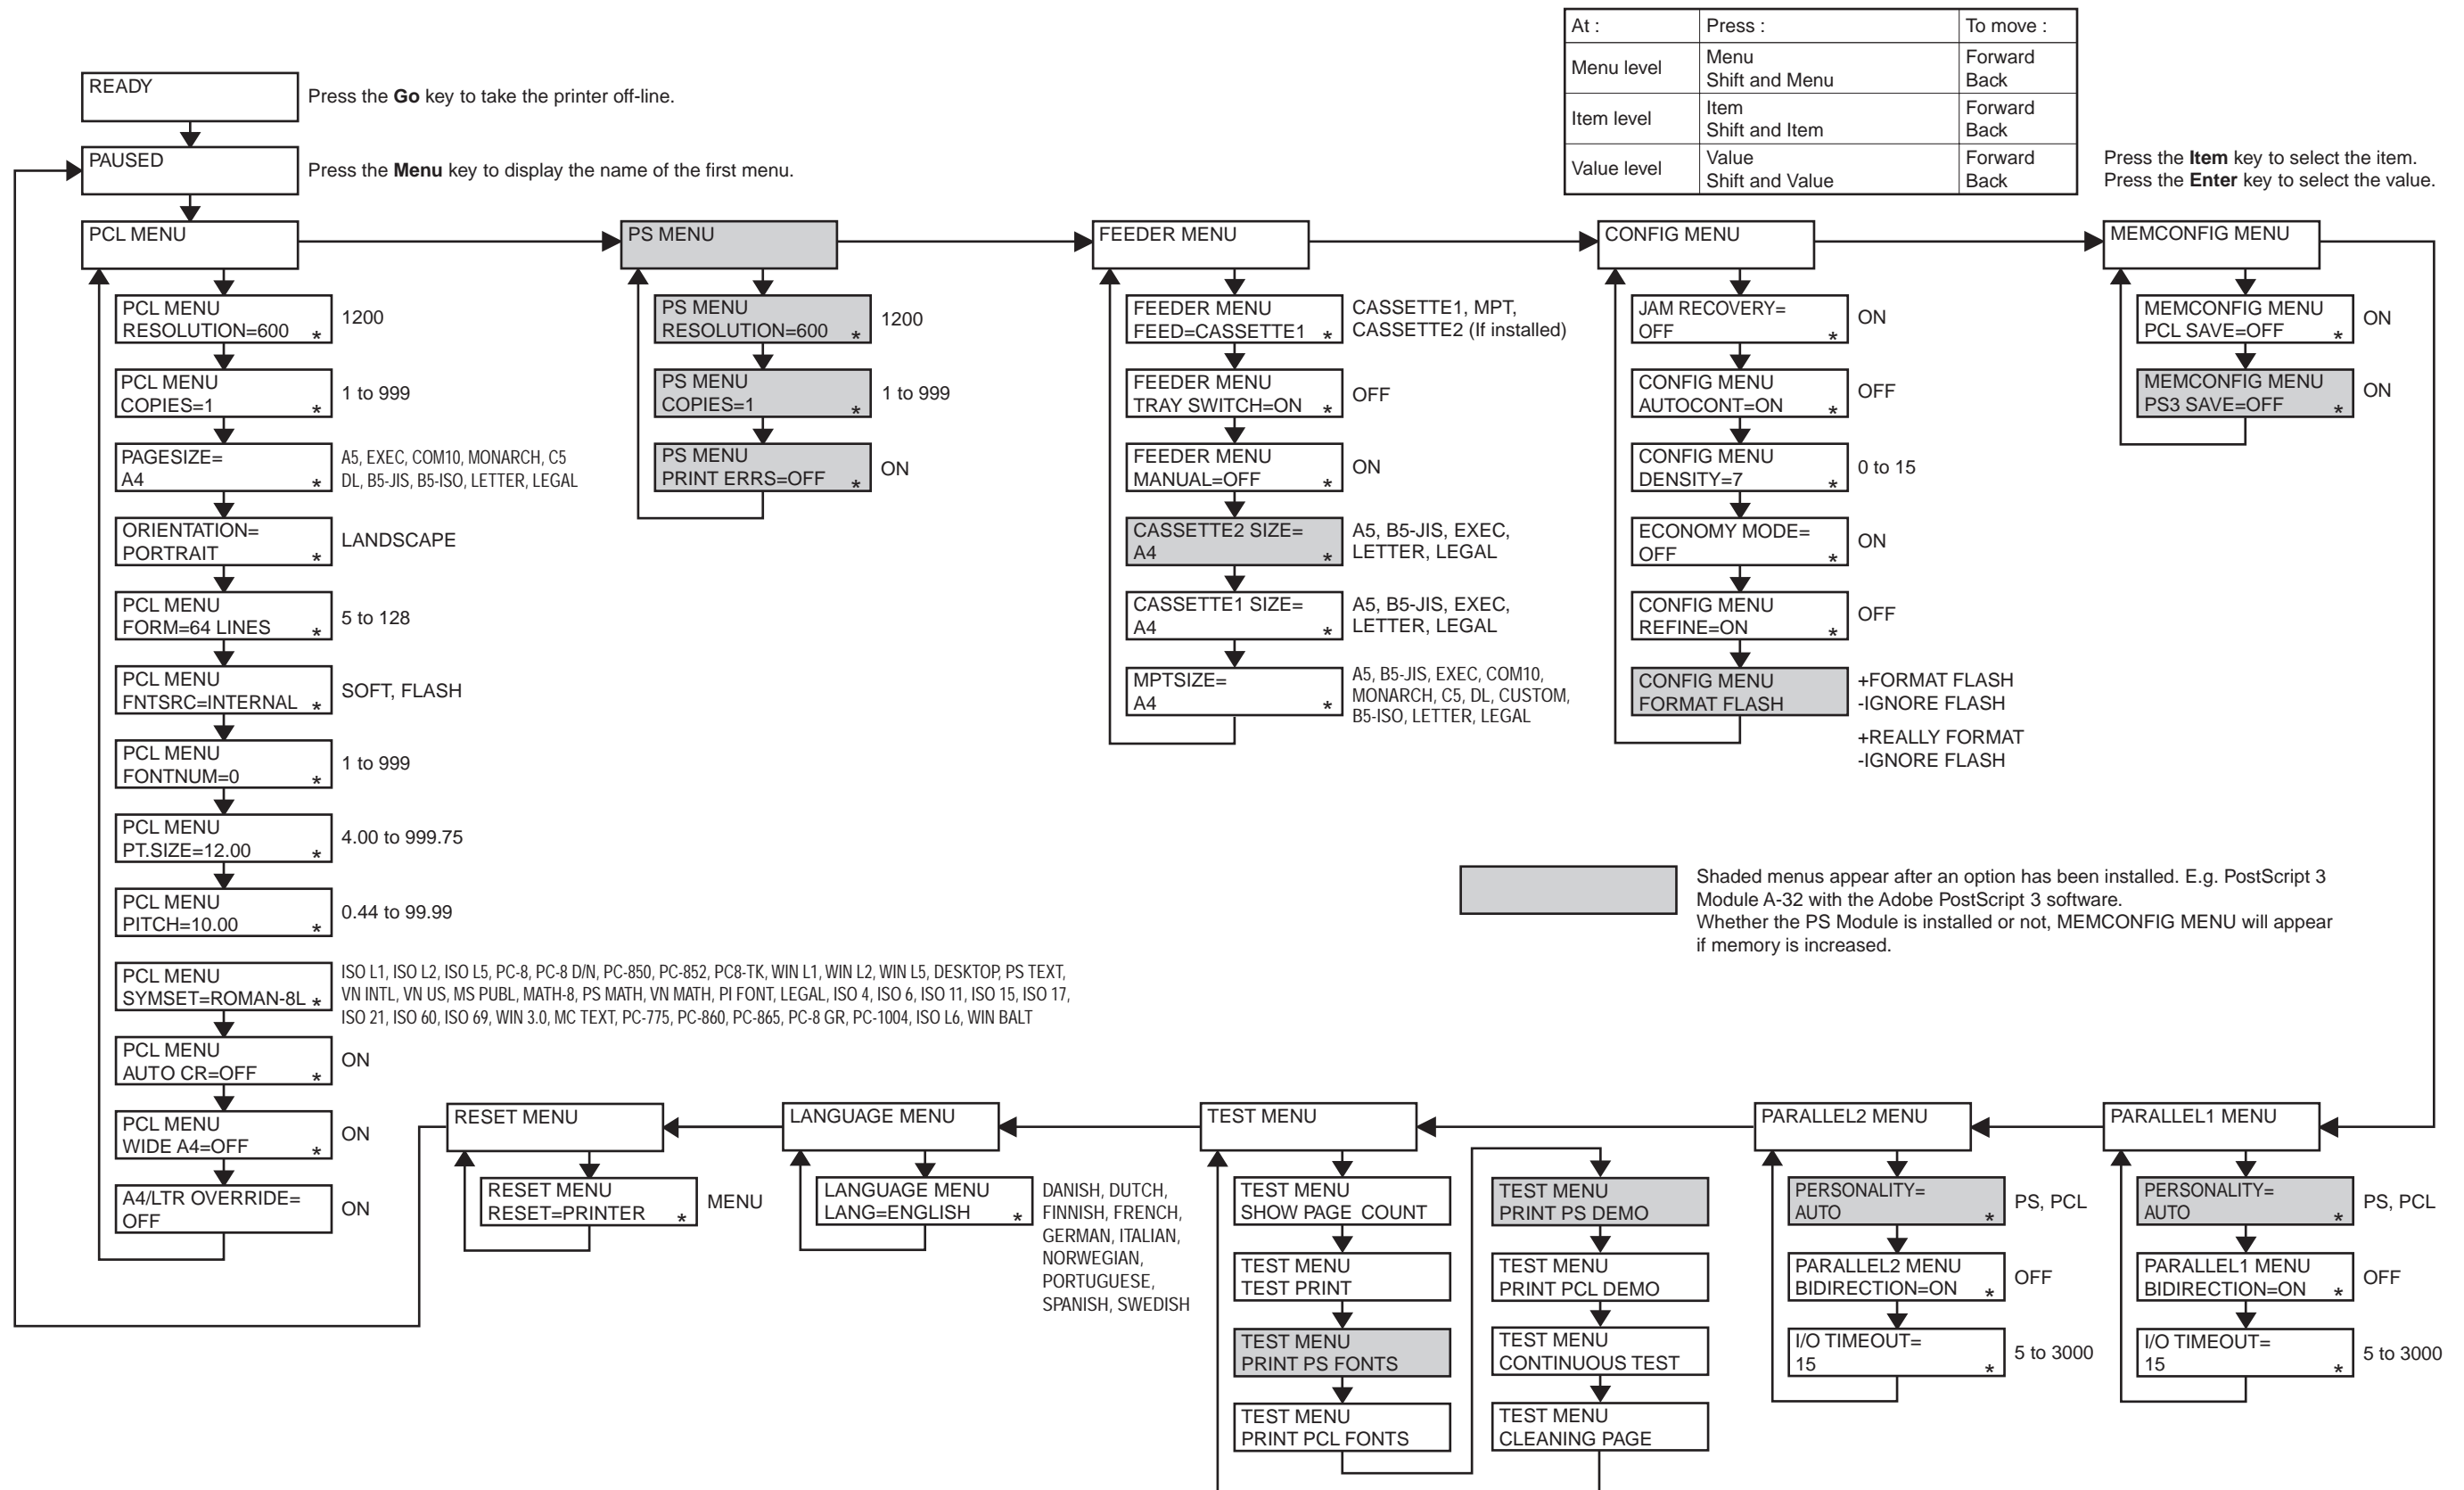 At :
Press :
To move :
Menu level
Menu
Forward
Shift and Menu
Back
Item level
Item
Forward
Shift and Item
Back
Value level
Value
Forward
Shift and Value
Back
READY
Press the Go key to take the printer off-line.
PAUSED
Press the Menu key to display the name of the first menu.
Press the Item key to select the item.
Press the Enter key to select the value.
PCL MENU
PCL MENU
RESOLUTION=600 *
1200
PCL MENU
COPIES=1 *
1 to 999
PAGESIZE=
A4 *
A5, EXEC, COM10, MONARCH, C5
DL, B5-JIS, B5-ISO, LETTER, LEGAL
ORIENTATION=
PORTRAIT *
LANDSCAPE
PCL MENU
FORM=64 LINES *
5 to 128
PCL MENU
FNTSRC=INTERNAL *
SOFT, FLASH
PCL MENU
FONTNUM=0 *
1 to 999
PCL MENU
PT.SIZE=12.00 *
4.00 to 999.75
PCL MENU
PITCH=10.00 *
0.44 to 99.99
PCL MENU
SYMSET=ROMAN-8L *
ISO L1, ISO L2, ISO L5, PC-8, PC-8 D/N, PC-850, PC-852, PC8-TK, WIN L1, WIN L2, WIN L5, DESKTOP, PS TEXT,
VN INTL, VN US, MS PUBL, MATH-8, PS MATH, VN MATH, PI FONT, LEGAL, ISO 4, ISO 6, ISO 11, ISO 15, ISO 17,
ISO 21, ISO 60, ISO 69, WIN 3.0, MC TEXT, PC-775, PC-860, PC-865, PC-8 GR, PC-1004, ISO L6, WIN BALT
PCL MENU
AUTO CR=OFF *
ON
PCL MENU
WIDE A4=OFF *
ON
A4/LTR OVERRIDE=
OFF
ON
PS MENU
PS MENU
RESOLUTION=600 *
1200
PS MENU
COPIES=1 *
1 to 999
PS MENU
PRINT ERRS=OFF *
ON
FEEDER MENU
FEEDER MENU
FEED=CASSETTE1 *
CASSETTE1, MPT,
CASSETTE2 (If installed)
FEEDER MENU
TRAY SWITCH=ON *
OFF
FEEDER MENU
MANUAL=OFF *
ON
CASSETTE2 SIZE=
A4 *
A5, B5-JIS, EXEC,
LETTER, LEGAL
CASSETTE1 SIZE=
A4 *
A5, B5-JIS, EXEC,
LETTER, LEGAL
MPTSIZE=
A4 *
A5, B5-JIS, EXEC, COM10,
MONARCH, C5, DL, CUSTOM,
B5-ISO, LETTER, LEGAL
CONFIG MENU
JAM RECOVERY=
OFF *
ON
CONFIG MENU
AUTOCONT=ON *
OFF
CONFIG MENU
DENSITY=7 *
0 to 15
ECONOMY MODE=
OFF *
ON
CONFIG MENU
REFINE=ON *
OFF
CONFIG MENU
FORMAT FLASH
+FORMAT FLASH
-IGNORE FLASH
+REALLY FORMAT
-IGNORE FLASH
MEMCONFIG MENU
MEMCONFIG MENU
PCL SAVE=OFF *
ON
MEMCONFIG MENU
PS3 SAVE=OFF *
ON
Shaded menus appear after an option has been installed. E.g. PostScript 3
Module A-32 with the Adobe PostScript 3 software.
Whether the PS Module is installed or not, MEMCONFIG MENU will appear
if memory is increased.
RESET MENU
RESET MENU
RESET=PRINTER *
MENU
LANGUAGE MENU
LANGUAGE MENU
LANG=ENGLISH *
DANISH, DUTCH,
FINNISH, FRENCH,
GERMAN, ITALIAN,
NORWEGIAN,
PORTUGUESE,
SPANISH, SWEDISH
TEST MENU
TEST MENU
SHOW PAGE COUNT
TEST MENU
TEST PRINT
TEST MENU
PRINT PS FONTS
TEST MENU
PRINT PCL FONTS
TEST MENU
PRINT PS DEMO
TEST MENU
PRINT PCL DEMO
TEST MENU
CONTINUOUS TEST
TEST MENU
CLEANING PAGE
PARALLEL2 MENU
PERSONALITY=
AUTO *
PS, PCL
PARALLEL2 MENU
BIDIRECTION=ON *
OFF
I/O TIMEOUT=
15 *
5 to 3000
PARALLEL1 MENU
PERSONALITY=
AUTO *
PS, PCL
PARALLEL1 MENU
BIDIRECTION=ON *
OFF
I/O TIMEOUT=
15 *
5 to 3000